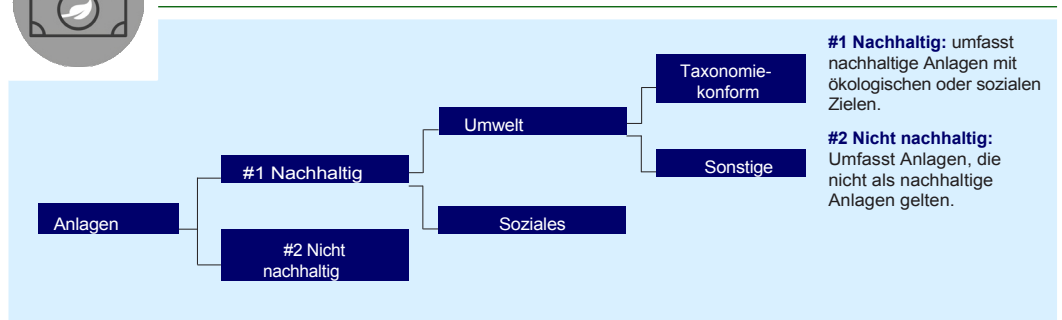 Anlagen
#1 Nachhaltig
#2 Nicht
nachhaltig
Umwelt
Soziales
Taxonomie-
konform
Sonstige
#1 Nachhaltig: umfasst
nachhaltige Anlagen mit
ökologischen oder sozialen
Zielen.
#2 Nicht nachhaltig:
Umfasst Anlagen, die
nicht als nachhaltige
Anlagen gelten.